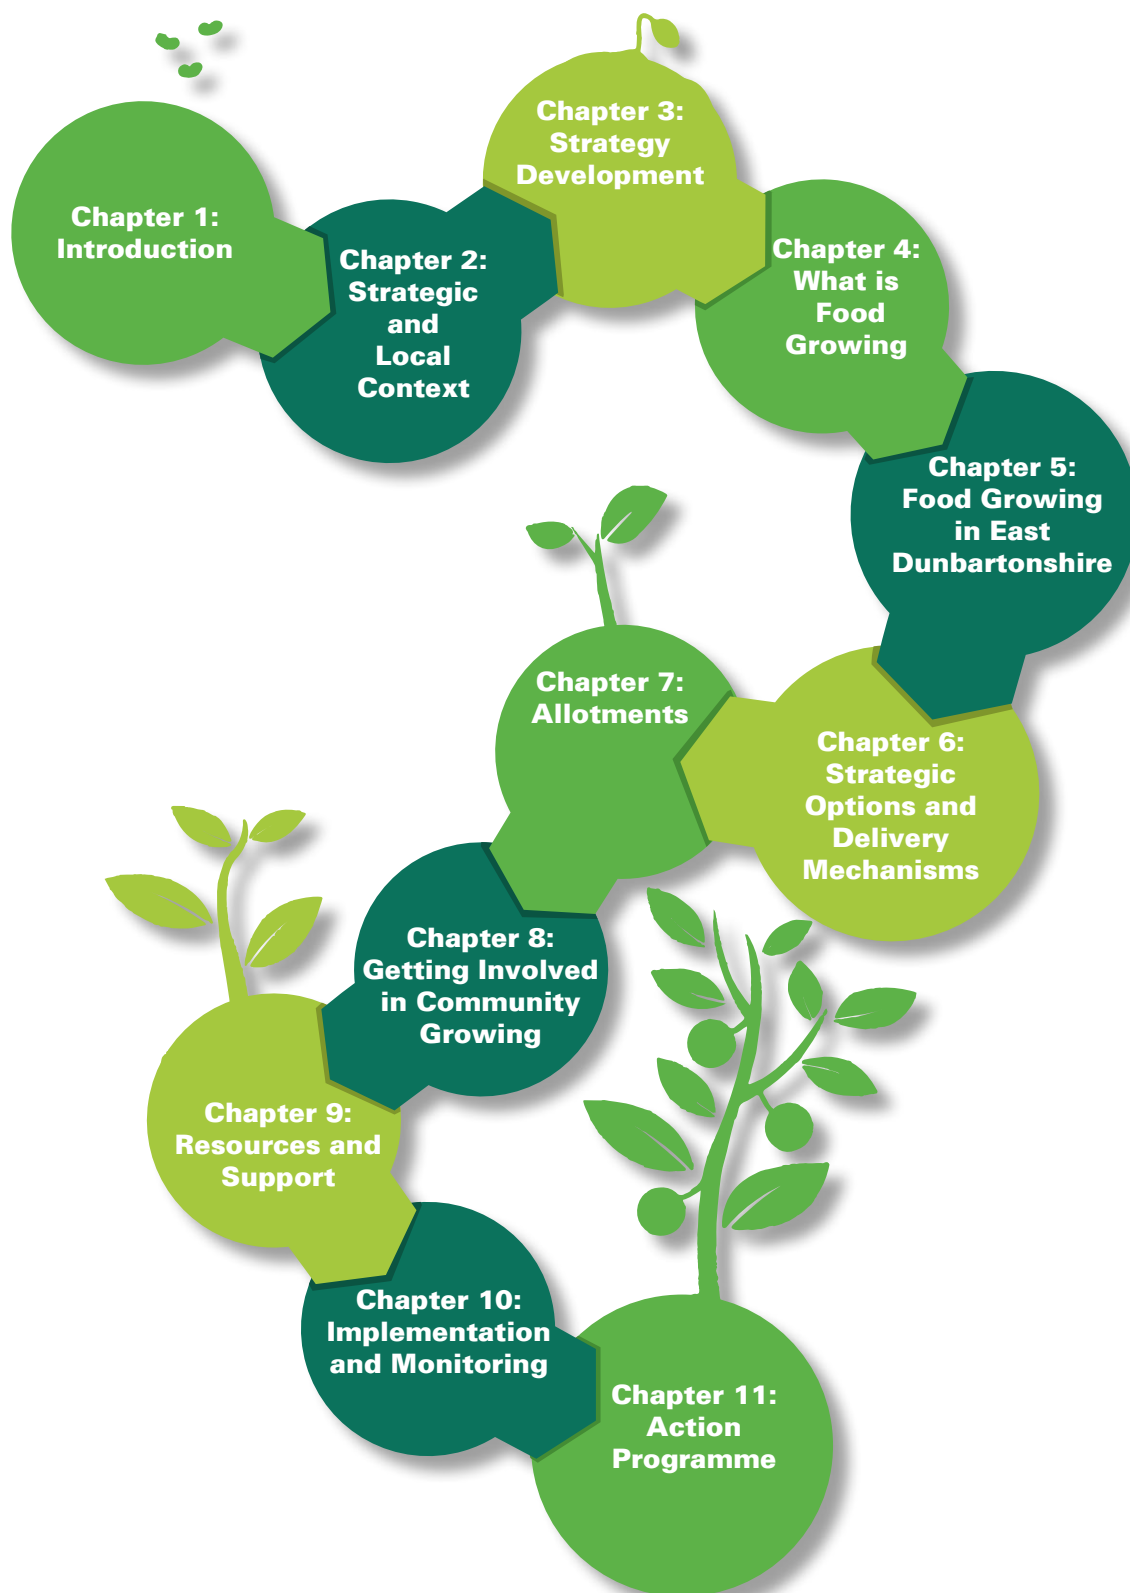 Chapter 1:
Introduction
Chapter 2:
Strategic
and
Local
Context
Chapter 3:
Strategy
Development
Chapter 4:
What is
Food
Growing
Chapter 5:
Food Growing
in East
Dunbartonshire
Chapter 6:
Strategic
Options and
Delivery
Mechanisms
Chapter 7:
Allotments
Chapter 8:
Getting Involved
in Community
Growing
Chapter 9:
Resources and
Support
Chapter 10:
Implementation
and Monitoring
Chapter 11:
Action
Programme